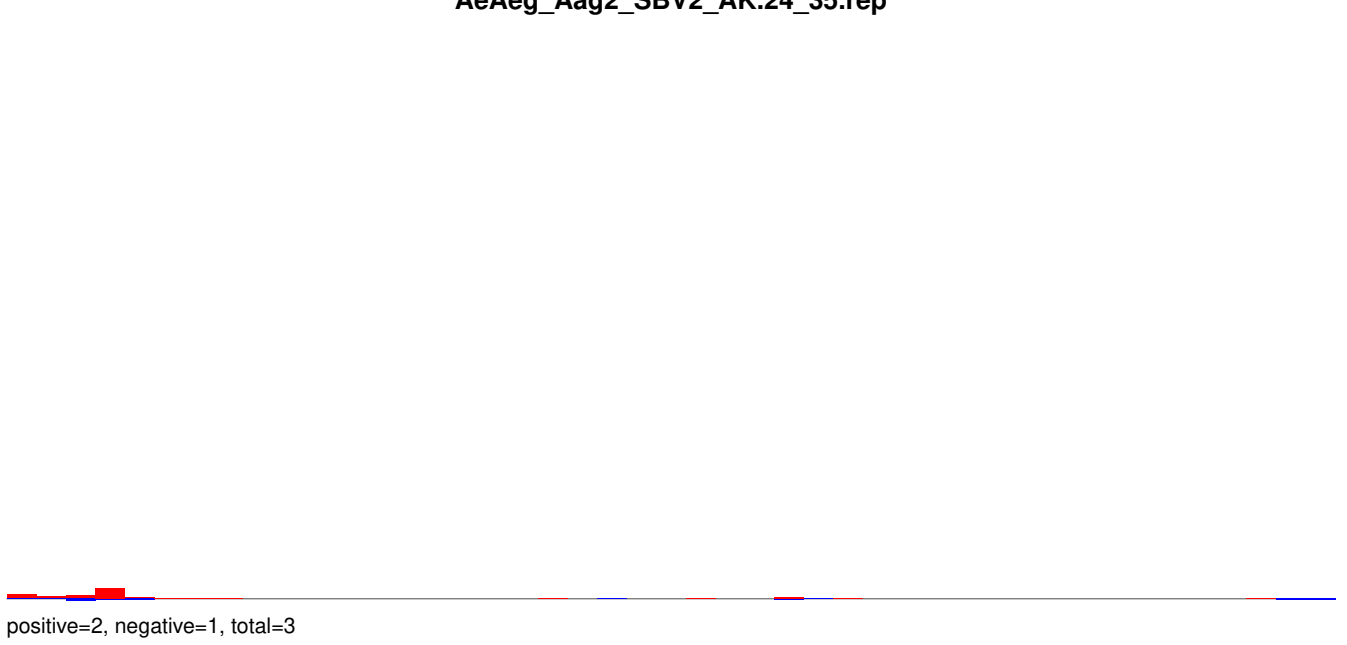 AeAeg_Aag2_SBV2_AK.24_35.rep
positive=2, negative=1, total=3